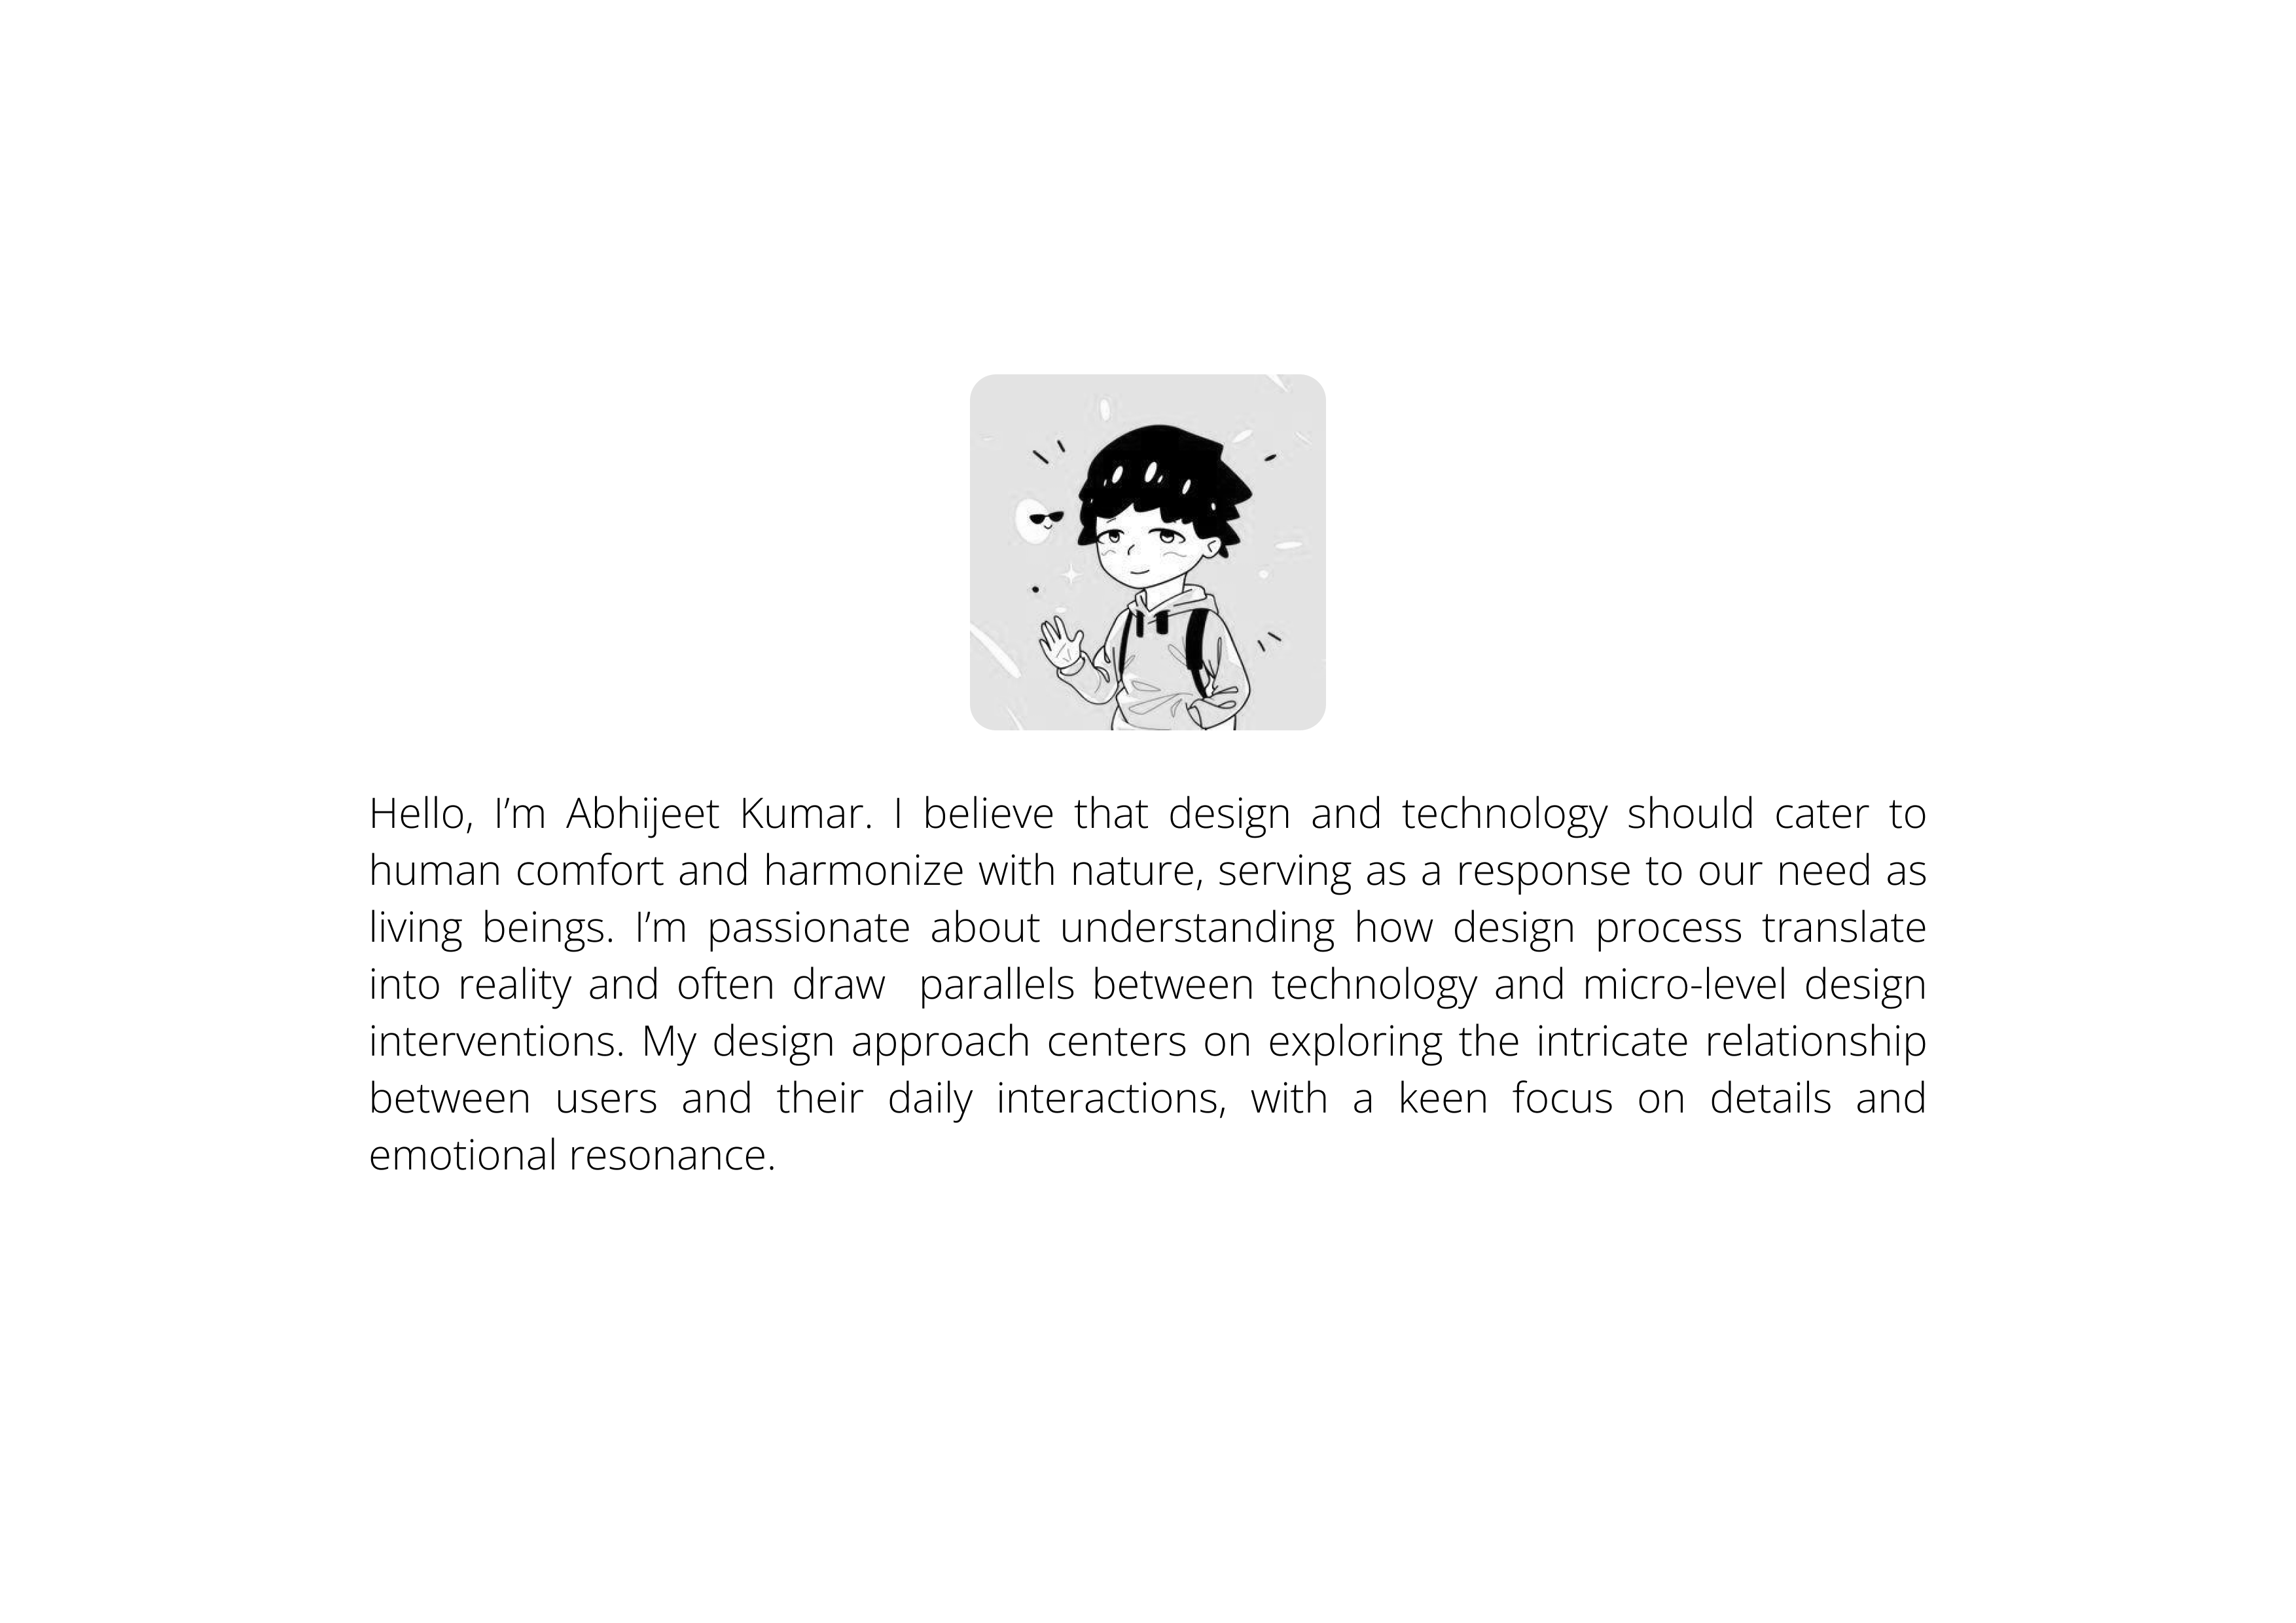 Hello, I’m Abhijeet Kumar. I believe that design and technology should cater to
human comfort and harmonize with nature, serving as a response to our need as
living beings. I’m passionate about understanding how design process translate
into reality and often draw  parallels between technology and micro-level design
interventions. My design approach centers on exploring the intricate relationship
between users and their daily interactions, with a keen focus on details and
emotional resonance.